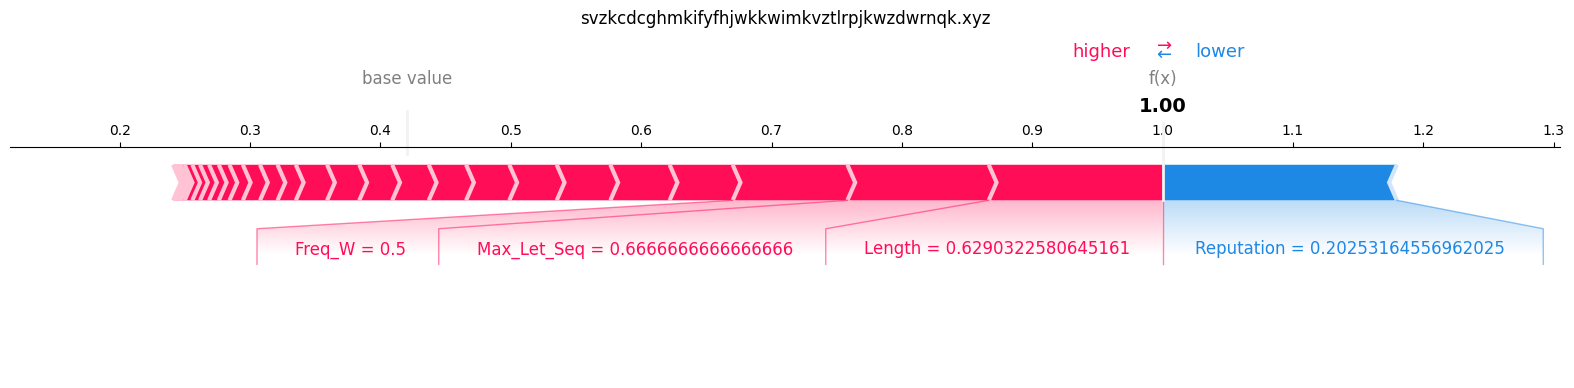 svzkcdcghmkifyfhjwkkwimkvztlrpjkwzdwrnqk.xyz
higher ⇄ lower
base value f(x)
1.00
0.2 0.3 0.4 0.5 0.6 0.7 0.8 0.9 1.0 1.1 1.2 1.3
Freq_W = 0.5 Max_Let_Seq = 0.6666666666666666 Length = 0.6290322580645161 Reputation = 0.20253164556962025